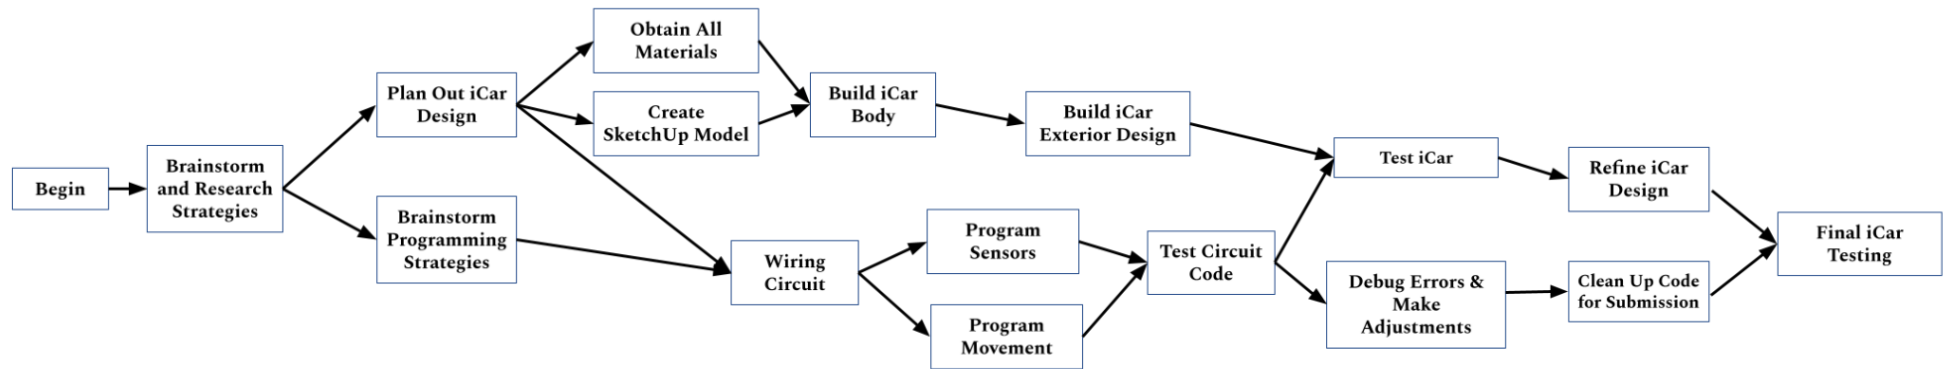 Begin
Brainstorm
and Research
Strategies
Plan Out iCar
Design
Brainstorm
Programming
Strategies
Obtain All
Materials
Create
SketchUp Model
Wiring
Circuit
Build iCar
Body
Program
Sensors
Program
Movement
Build iCar
Exterior Design
Test Circuit
Code
Test iCar
Debug Errors &
Make
Adjustments
Refine iCar
Design
Clean Up Code
for Submission
Final iCar
Testing